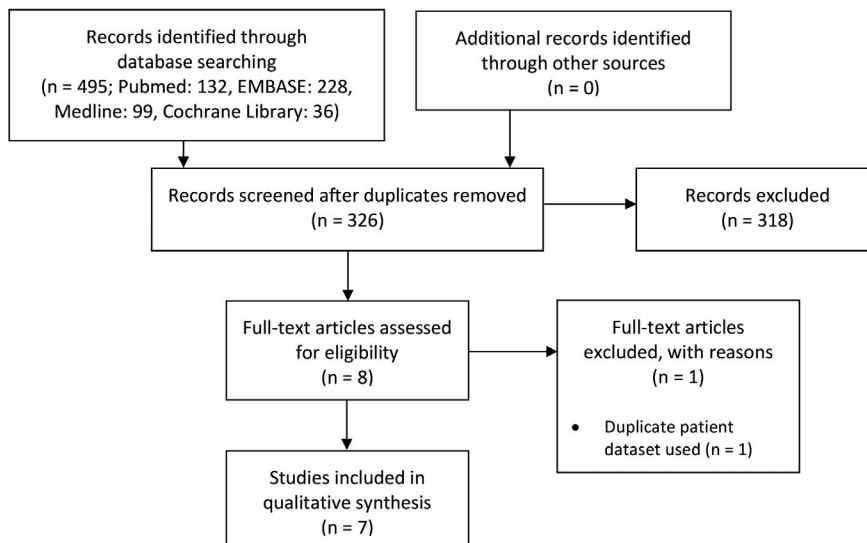 Records identified through
database searching
(n = 495; Pubmed: 132, EMBASE: 228,
Medline: 99, Cochrane Library: 36)
Additional records identified
through other sources
(n = 0)
Records screened after duplicates removed
(n = 326)
Records excluded
(n = 318)
Full-text articles assessed
for eligibility
(n = 8)
Full-text articles
excluded, with reasons
(n = 1)
• Duplicate patient
dataset used (n = 1)
Studies included in
qualitative synthesis
(n = 7)